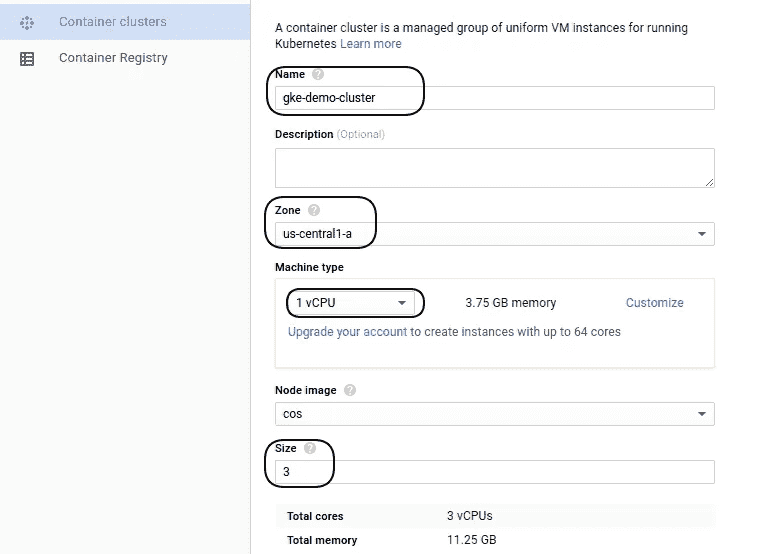 Container clusters
Container Registry
A container cluster is a managed group of uniform VM instances for running
Kubernetes Learn more
Name ?
gke-demo-cluster
Description (Optional)
Zone ?
us-central1-a
Machine type
1 vCPU 3.75 GB memory Customize
Upgrade your account to create instances with up to 64 cores
Node image ?
cos
Size ?
3
Total cores 3 vCPUs
Total memory 11.25 GB